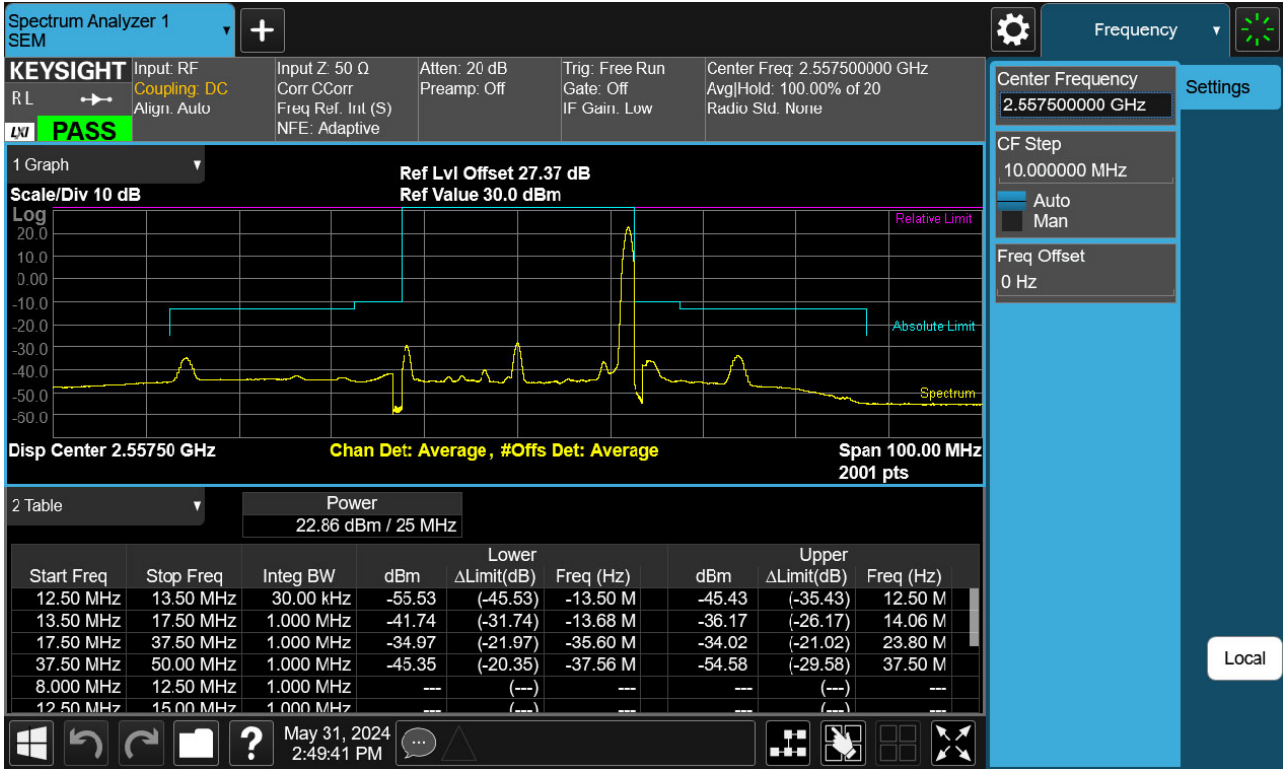 Spectrum Analyzer 1
SEM
Frequency
KEYSIGHT
RL
LXI
PASS
Input: RF
Coupling: DC
Align: Auto
Input Z: 50 Ω
Corr CCorr
Freq Ref: Int (S)
NFE: Adaptive
Atten: 20 dB
Preamp: Off
Trig: Free Run
Gate: Off
IF Gain: Low
Center Freq: 2.557500000 GHz
Avg|Hold: 100.00% of 20
Radio Std: None
Center Frequency
2.557500000 GHz
Settings
CF Step
10.000000 MHz
Auto
Man
Freq Offset
0 Hz
Local
1 Graph
Scale/Div 10 dB
Ref Lvl Offset 27.37 dB
Ref Value 30.0 dBm
Log
20.0
10.0
0.00
-10.0
-20.0
-30.0
-40.0
-50.0
-60.0
Relative Limit
Absolute Limit
Spectrum
Disp Center 2.55750 GHz
Chan Det: Average , #Offs Det: Average
Span 100.00 MHz
2001 pts
2 Table
Power
22.86 dBm / 25 MHz
Lower Upper
Start Freq Stop Freq Integ BW dBm ΔLimit(dB) Freq (Hz) dBm ΔLimit(dB) Freq (Hz)
12.50 MHz 13.50 MHz 30.00 kHz -55.53 (-45.53) -13.50 M -45.43 (-35.43) 12.50 M
13.50 MHz 17.50 MHz 1.000 MHz -41.74 (-31.74) -13.68 M -36.17 (-26.17) 14.06 M
17.50 MHz 37.50 MHz 1.000 MHz -34.97 (-21.97) -35.60 M -34.02 (-21.02) 23.80 M
37.50 MHz 50.00 MHz 1.000 MHz -45.35 (-20.35) -37.56 M -54.58 (-29.58) 37.50 M
8.000 MHz 12.50 MHz 1.000 MHz --- (---) --- --- (---) ---
12.50 MHz 15.00 MHz 1.000 MHz --- (---) --- --- (---) ---
May 31, 2024
2:49:41 PM